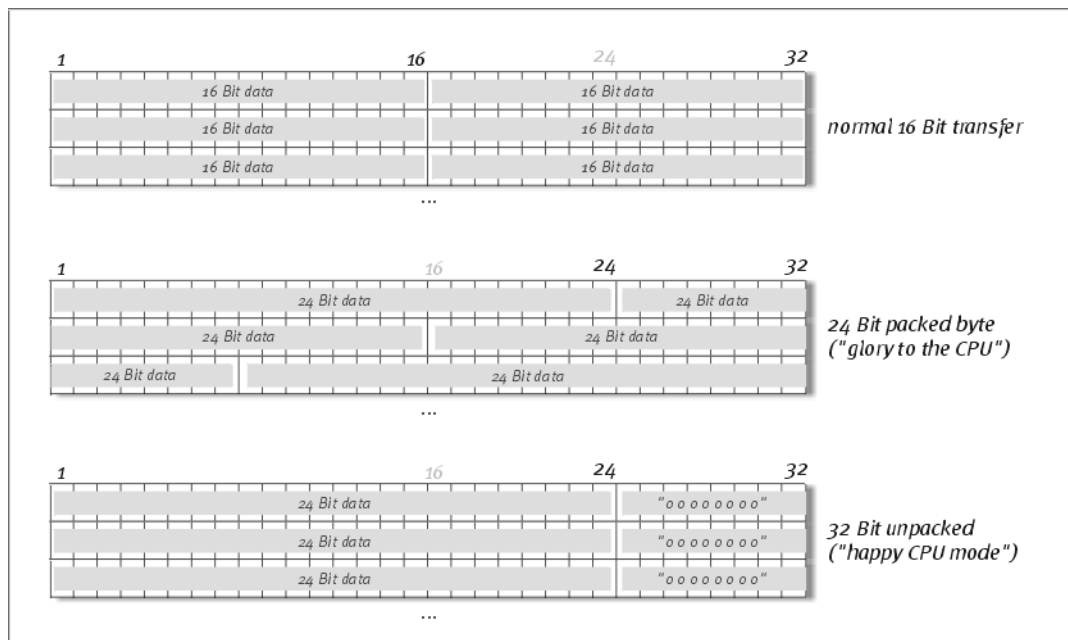 1 16 24 32
16 Bit data 16 Bit data
16 Bit data 16 Bit data
16 Bit data 16 Bit data
...
normal 16 Bit transfer
1 16 24 32
24 Bit data 24 Bit data
24 Bit data 24 Bit data
24 Bit data 24 Bit data
...
24 Bit packed byte
("glory to the CPU")
1 16 24 32
24 Bit data "0 0 0 0 0 0 0 0"
24 Bit data "0 0 0 0 0 0 0 0"
24 Bit data "0 0 0 0 0 0 0 0"
...
32 Bit unpacked
("happy CPU mode")